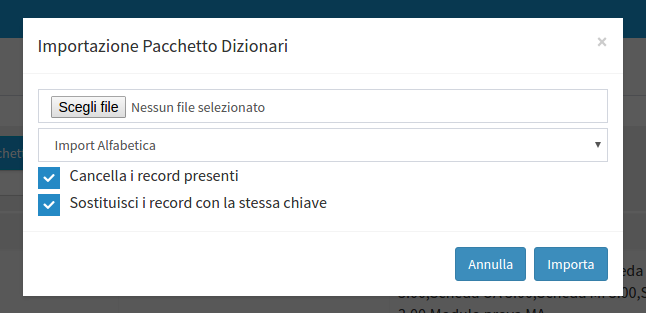 Importazione Pacchetto Dizionari
×
Scegli file Nessun file selezionato
Import Alfabetica
Cancella i record presenti
Sostituisci i record con la stessa chiave
Annulla Importa